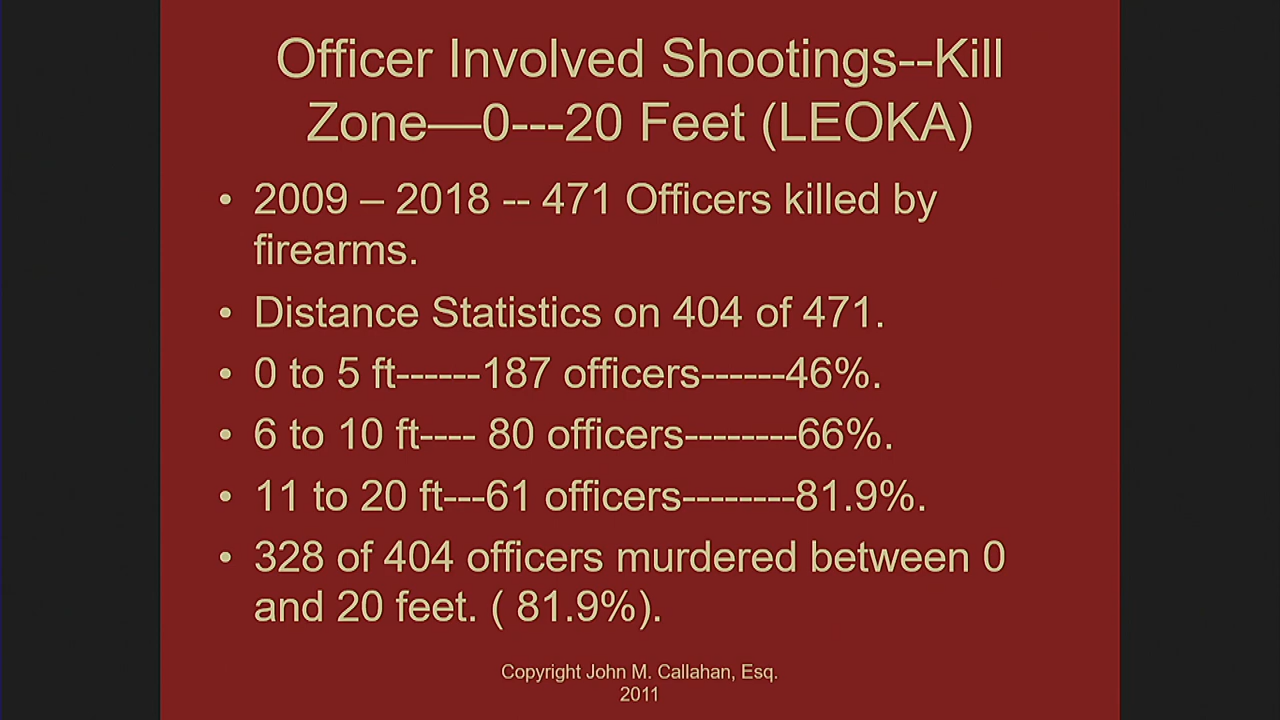 Officer Involved Shootings--Kill
Zone—0---20 Feet (LEOKA)
• 2009 – 2018 -- 471 Officers killed by
firearms.
• Distance Statistics on 404 of 471.
• 0 to 5 ft------187 officers------46%.
• 6 to 10 ft---- 80 officers--------66%.
• 11 to 20 ft---61 officers--------81.9%.
• 328 of 404 officers murdered between 0
and 20 feet. ( 81.9%).
Copyright John M. Callahan, Esq.
2011